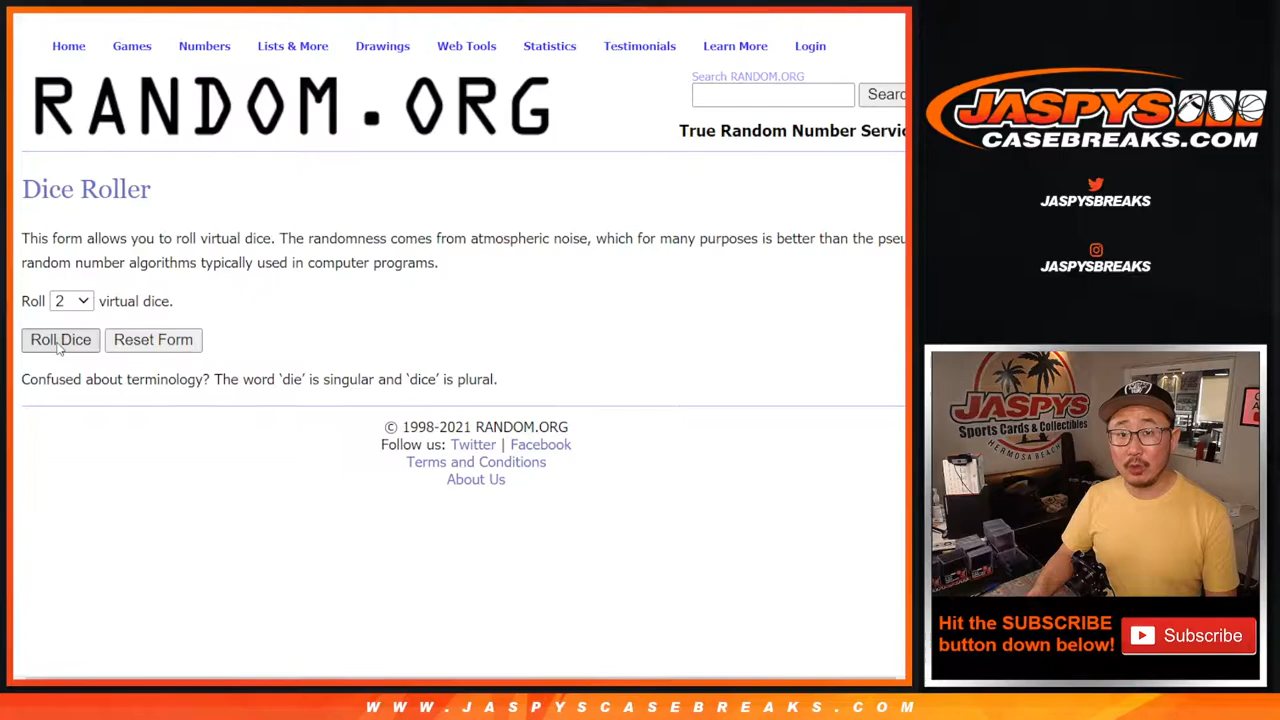 Home Games Numbers Lists & More Drawings Web Tools Statistics Testimonials Learn More Login
RANDOM.ORG
Search RANDOM.ORG
Searc
True Random Number Servic
Dice Roller
This form allows you to roll virtual dice. The randomness comes from atmospheric noise, which for many purposes is better than the pseu
random number algorithms typically used in computer programs.
Roll 2 virtual dice.
Roll Dice Reset Form
Confused about terminology? The word ‘die’ is singular and ‘dice’ is plural.
© 1998-2021 RANDOM.ORG
Follow us: Twitter | Facebook
Terms and Conditions
About Us
JASPYS
CASEBREAKS.COM
JASPYSBREAKS
JASPYSBREAKS
JASPYS
Sports Cards & Collectibles
HERMOSA BEACH
Hit the SUBSCRIBE
button down below!
Subscribe
WWW.JASPYSCASEBREAKS.COM